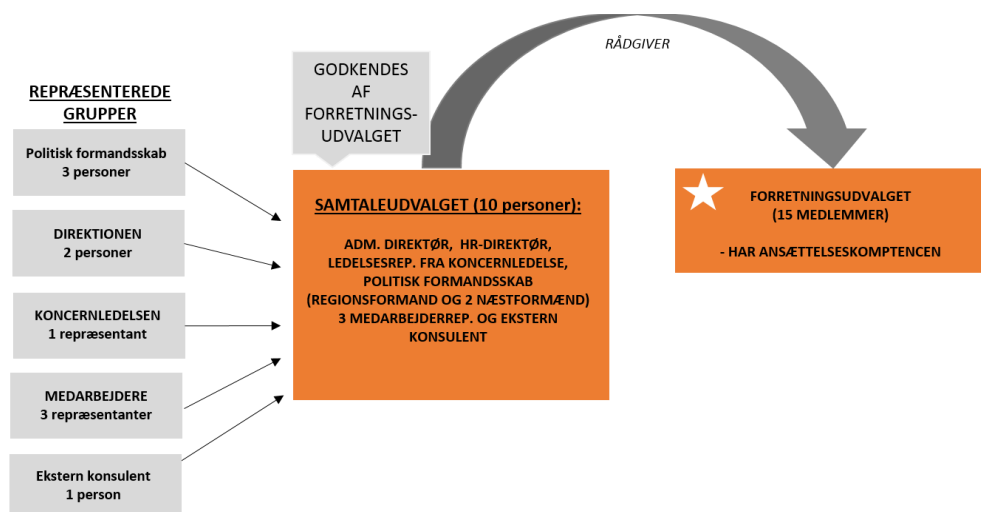 REPRÆSENTEREDE
GRUPPER
Politisk formandsskab
3 personer
DIREKTIONEN
2 personer
KONCERNLEDELSEN
1 repræsentant
MEDARBEJDERE
3 repræsentanter
Ekstern konsulent
1 person
GODKENDES
AF
FORRETNINGS-
UDVALGET
SAMTALEUDVALGET (10 personer):
ADM. DIREKTØR, HR-DIREKTØR,
LEDELSESREP. FRA KONCERNLEDELSE,
POLITISK FORMANDSSKAB
(REGIONSFORMAND OG 2 NÆSTFORMÆND)
3 MEDARBEJDERREP. OG EKSTERN
KONSULENT
RÅDGIVER
FORRETNINGSUDVALGET
(15 MEDLEMMER)
- HAR ANSÆTTELSESKOMPTENCEN